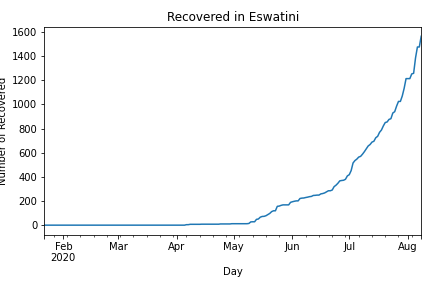 Recovered in Eswatini
Number of Recovered
1600
1400
1200
1000
800
600
400
200
0
Feb Mar Apr May Jun Jul Aug
2020
Day